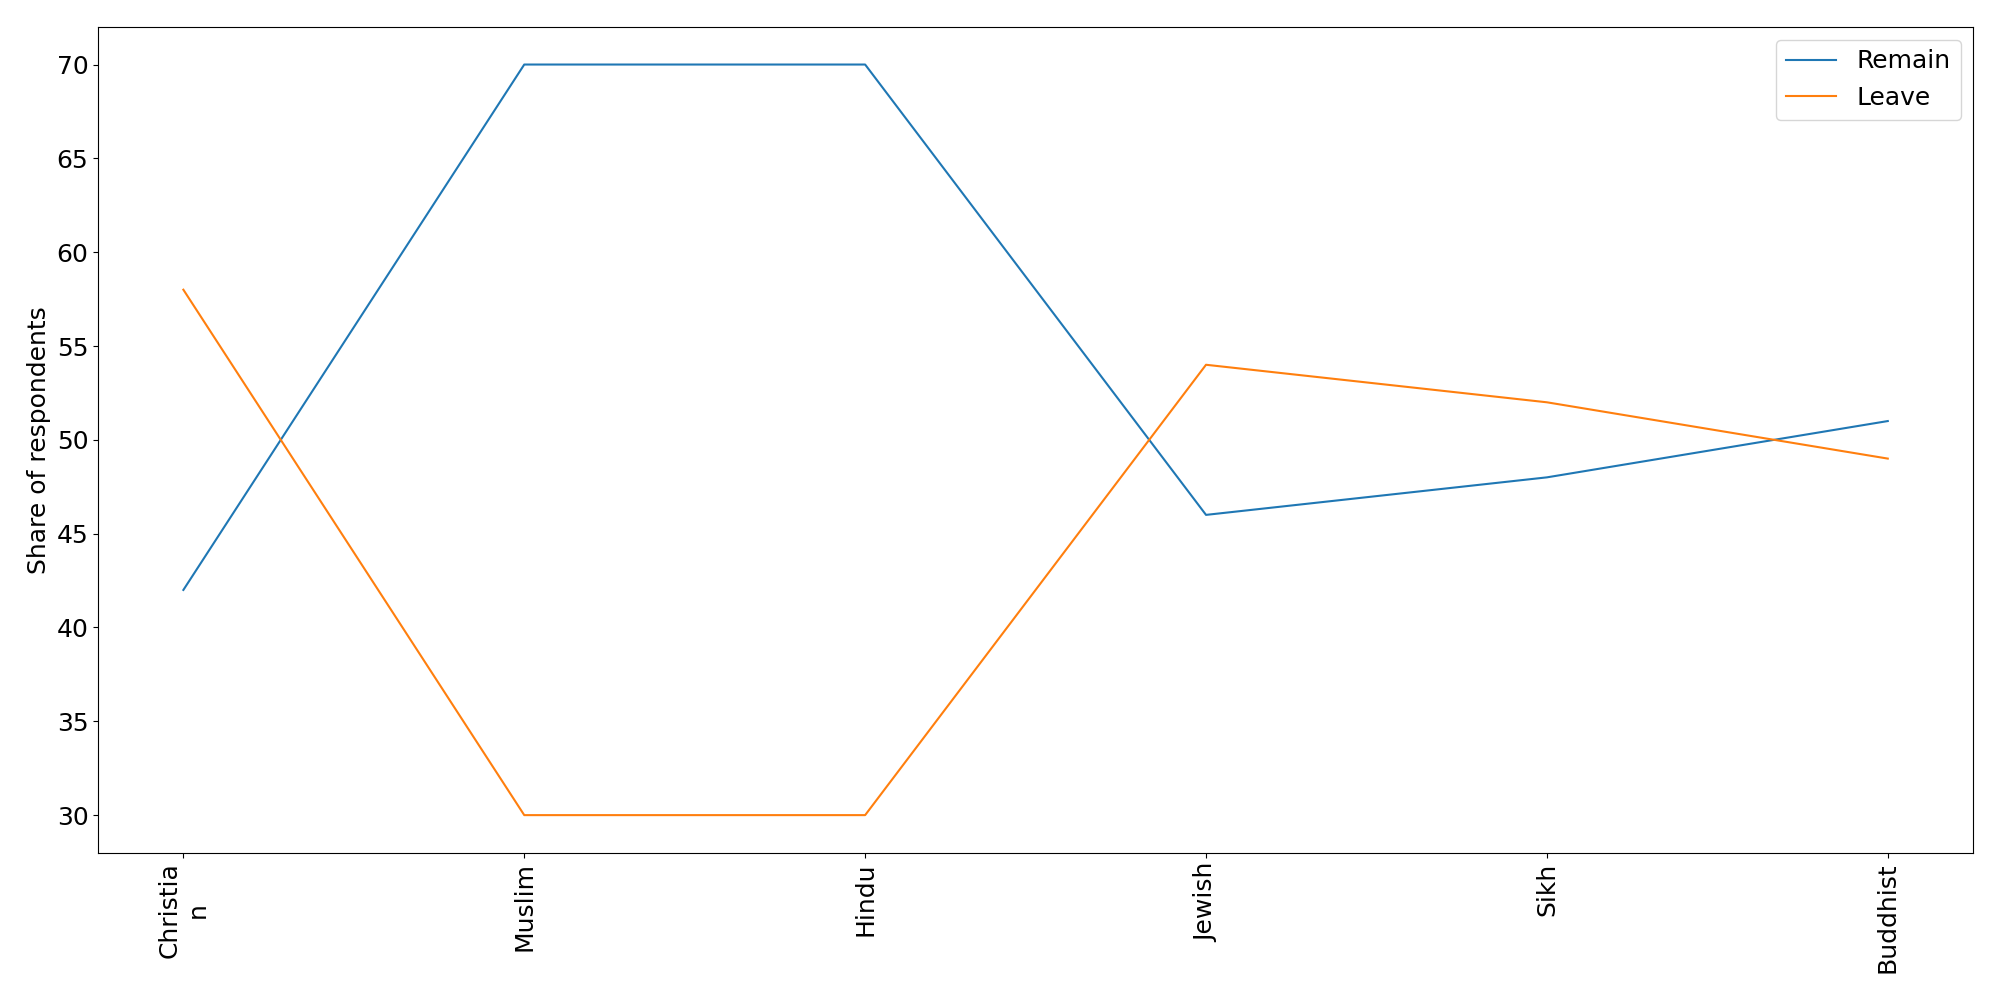 Share of respondents
70
65
60
55
50
45
40
35
30
Remain
Leave
Christia
n
Muslim
Hindu
Jewish
Sikh
Buddhist